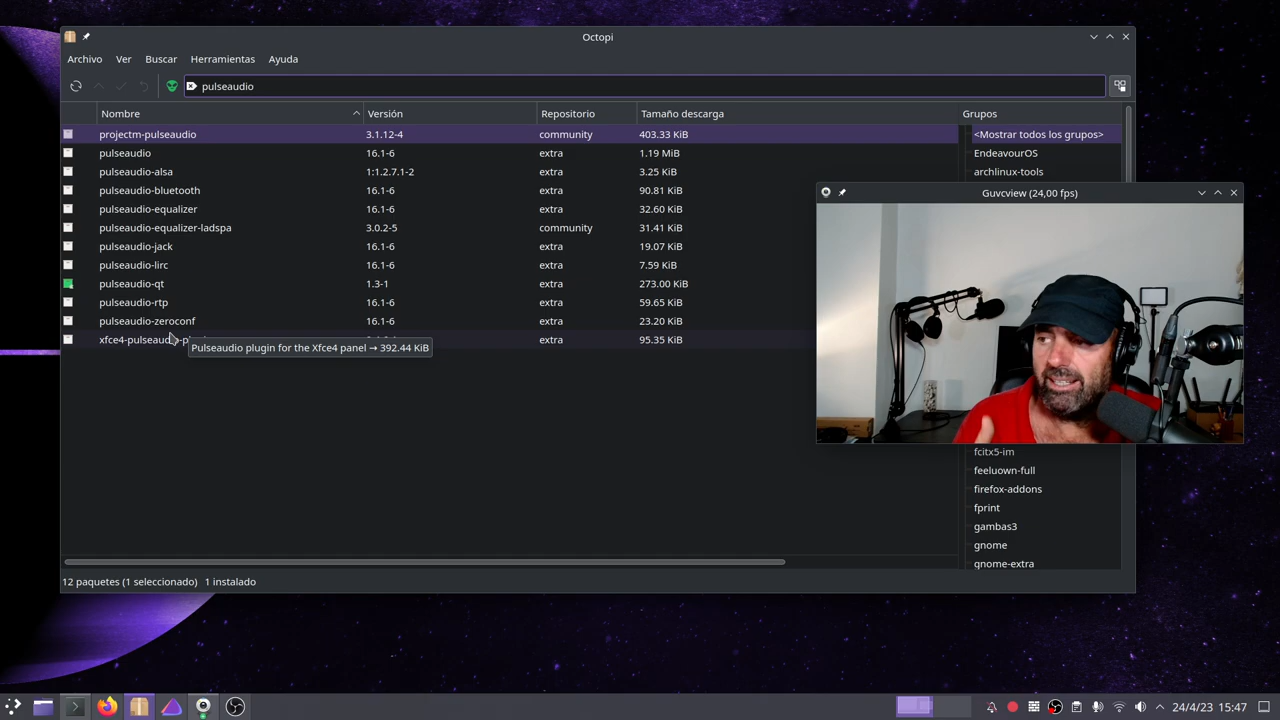 Octopi
Archivo Ver Buscar Herramientas Ayuda
pulseaudio
Nombre Versión Repositorio Tamaño descarga
projectm-pulseaudio 3.1.12-4 community 403.33 KiB
pulseaudio 16.1-6 extra 1.19 MiB
pulseaudio-alsa 1:1.2.7.1-2 extra 3.25 KiB
pulseaudio-bluetooth 16.1-6 extra 90.81 KiB
pulseaudio-equalizer 16.1-6 extra 32.60 KiB
pulseaudio-equalizer-ladspa 3.0.2-5 community 31.41 KiB
pulseaudio-jack 16.1-6 extra 19.07 KiB
pulseaudio-lirc 16.1-6 extra 7.59 KiB
pulseaudio-qt 1.3-1 extra 273.00 KiB
pulseaudio-rtp 16.1-6 extra 59.65 KiB
pulseaudio-zeroconf 16.1-6 extra 23.20 KiB
extra 95.35 KiB
Pulseaudio plugin for the Xfce4 panel → 392.44 KiB
Grupos
<Mostrar todos los grupos>
EndeavourOS
archlinux-tools
Guvcview (24,00 fps)
fcitx5-im
feeluown-full
firefox-addons
fprint
gambas3
gnome
gnome-extra
12 paquetes (1 seleccionado) 1 instalado
24/4/23 15:47